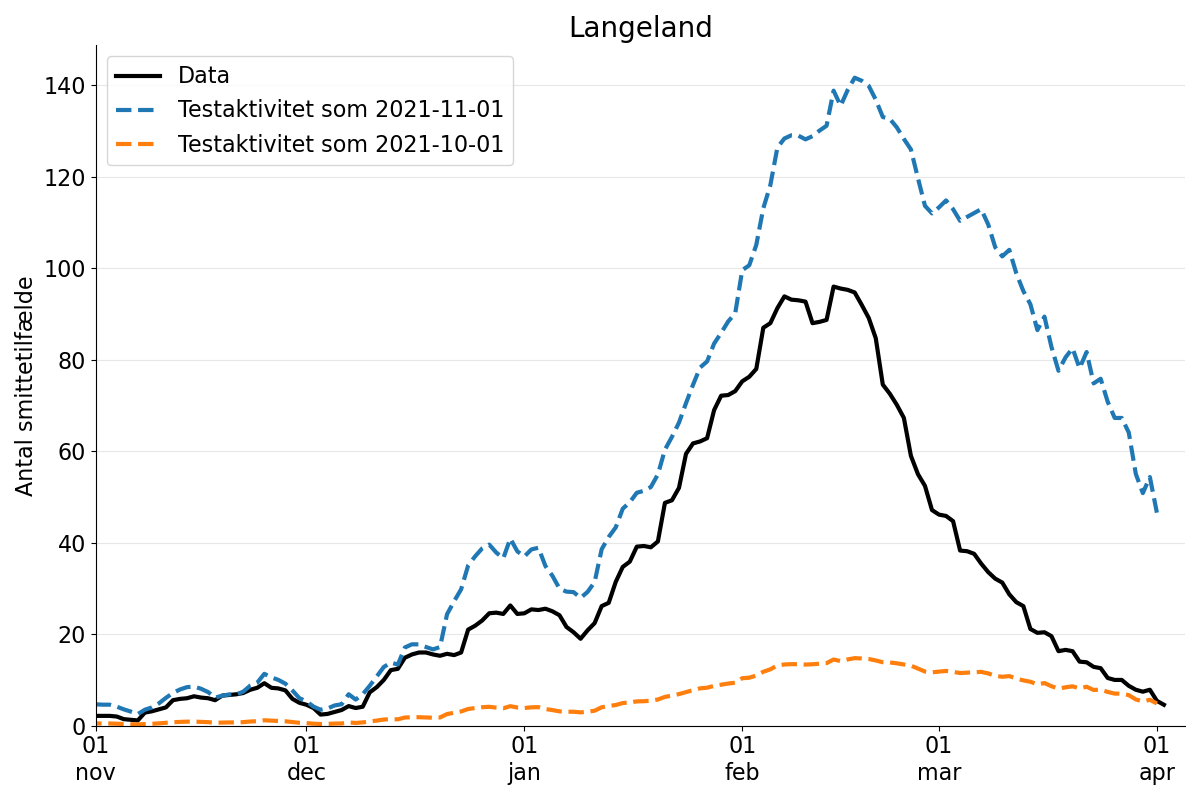 Langeland
Data
Testaktivitet som 2021-11-01
Testaktivitet som 2021-10-01
Antal smittetilfælde
140
120
100
80
60
40
20
0
01 01 01 01 01 01
nov dec jan feb mar apr